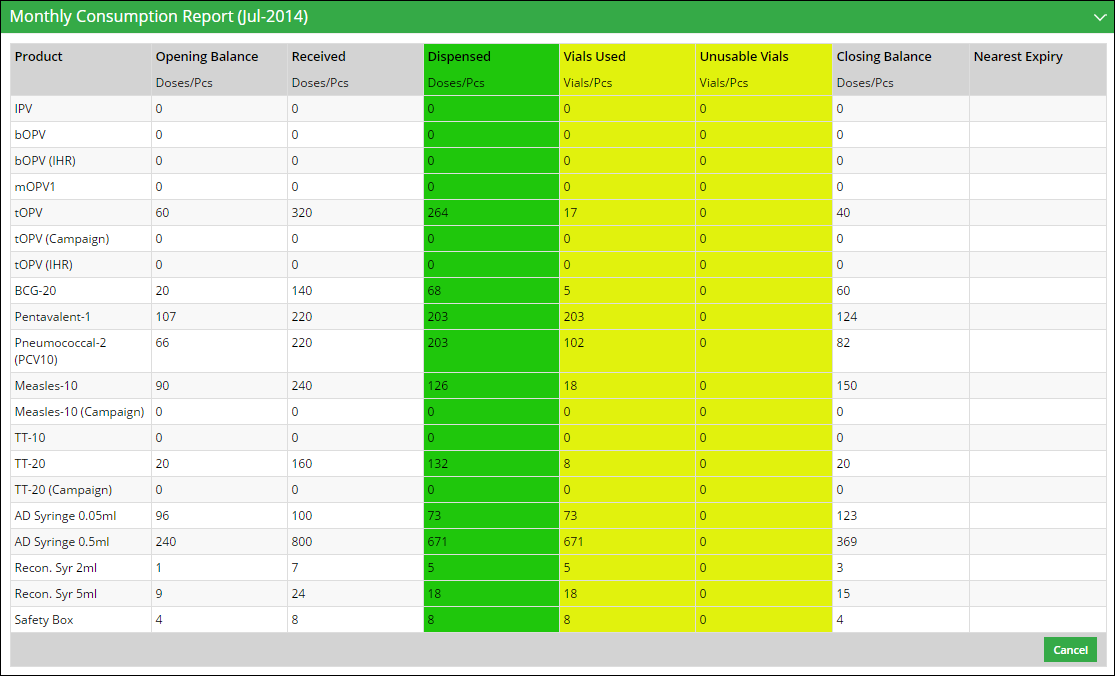 Monthly Consumption Report (Jul-2014)
Product Opening Balance Received Dispensed Vials Used Unusable Vials Closing Balance Nearest Expiry
Doses/Pcs Doses/Pcs Doses/Pcs Vials/Pcs Vials/Pcs Doses/Pcs
IPV 0 0 0 0 0 0
bOPV 0 0 0 0 0 0
bOPV (IHR) 0 0 0 0 0 0
mOPV1 0 0 0 0 0 0
tOPV 60 320 264 17 0 40
tOPV (Campaign) 0 0 0 0 0 0
tOPV (IHR) 0 0 0 0 0 0
BCG-20 20 140 68 5 0 60
Pentavalent-1 107 220 203 203 0 124
Pneumococcal-2 66 220 203 102 0 82
(PCV10)
Measles-10 90 240 126 18 0 150
Measles-10 (Campaign) 0 0 0 0 0 0
TT-10 0 0 0 0 0 0
TT-20 20 160 132 8 0 20
TT-20 (Campaign) 0 0 0 0 0 0
AD Syringe 0.05ml 96 100 73 73 0 123
AD Syringe 0.5ml 240 800 671 671 0 369
Recon. Syr 2ml 1 7 5 5 0 3
Recon. Syr 5ml 9 24 18 18 0 15
Safety Box 4 8 8 8 0 4
Cancel